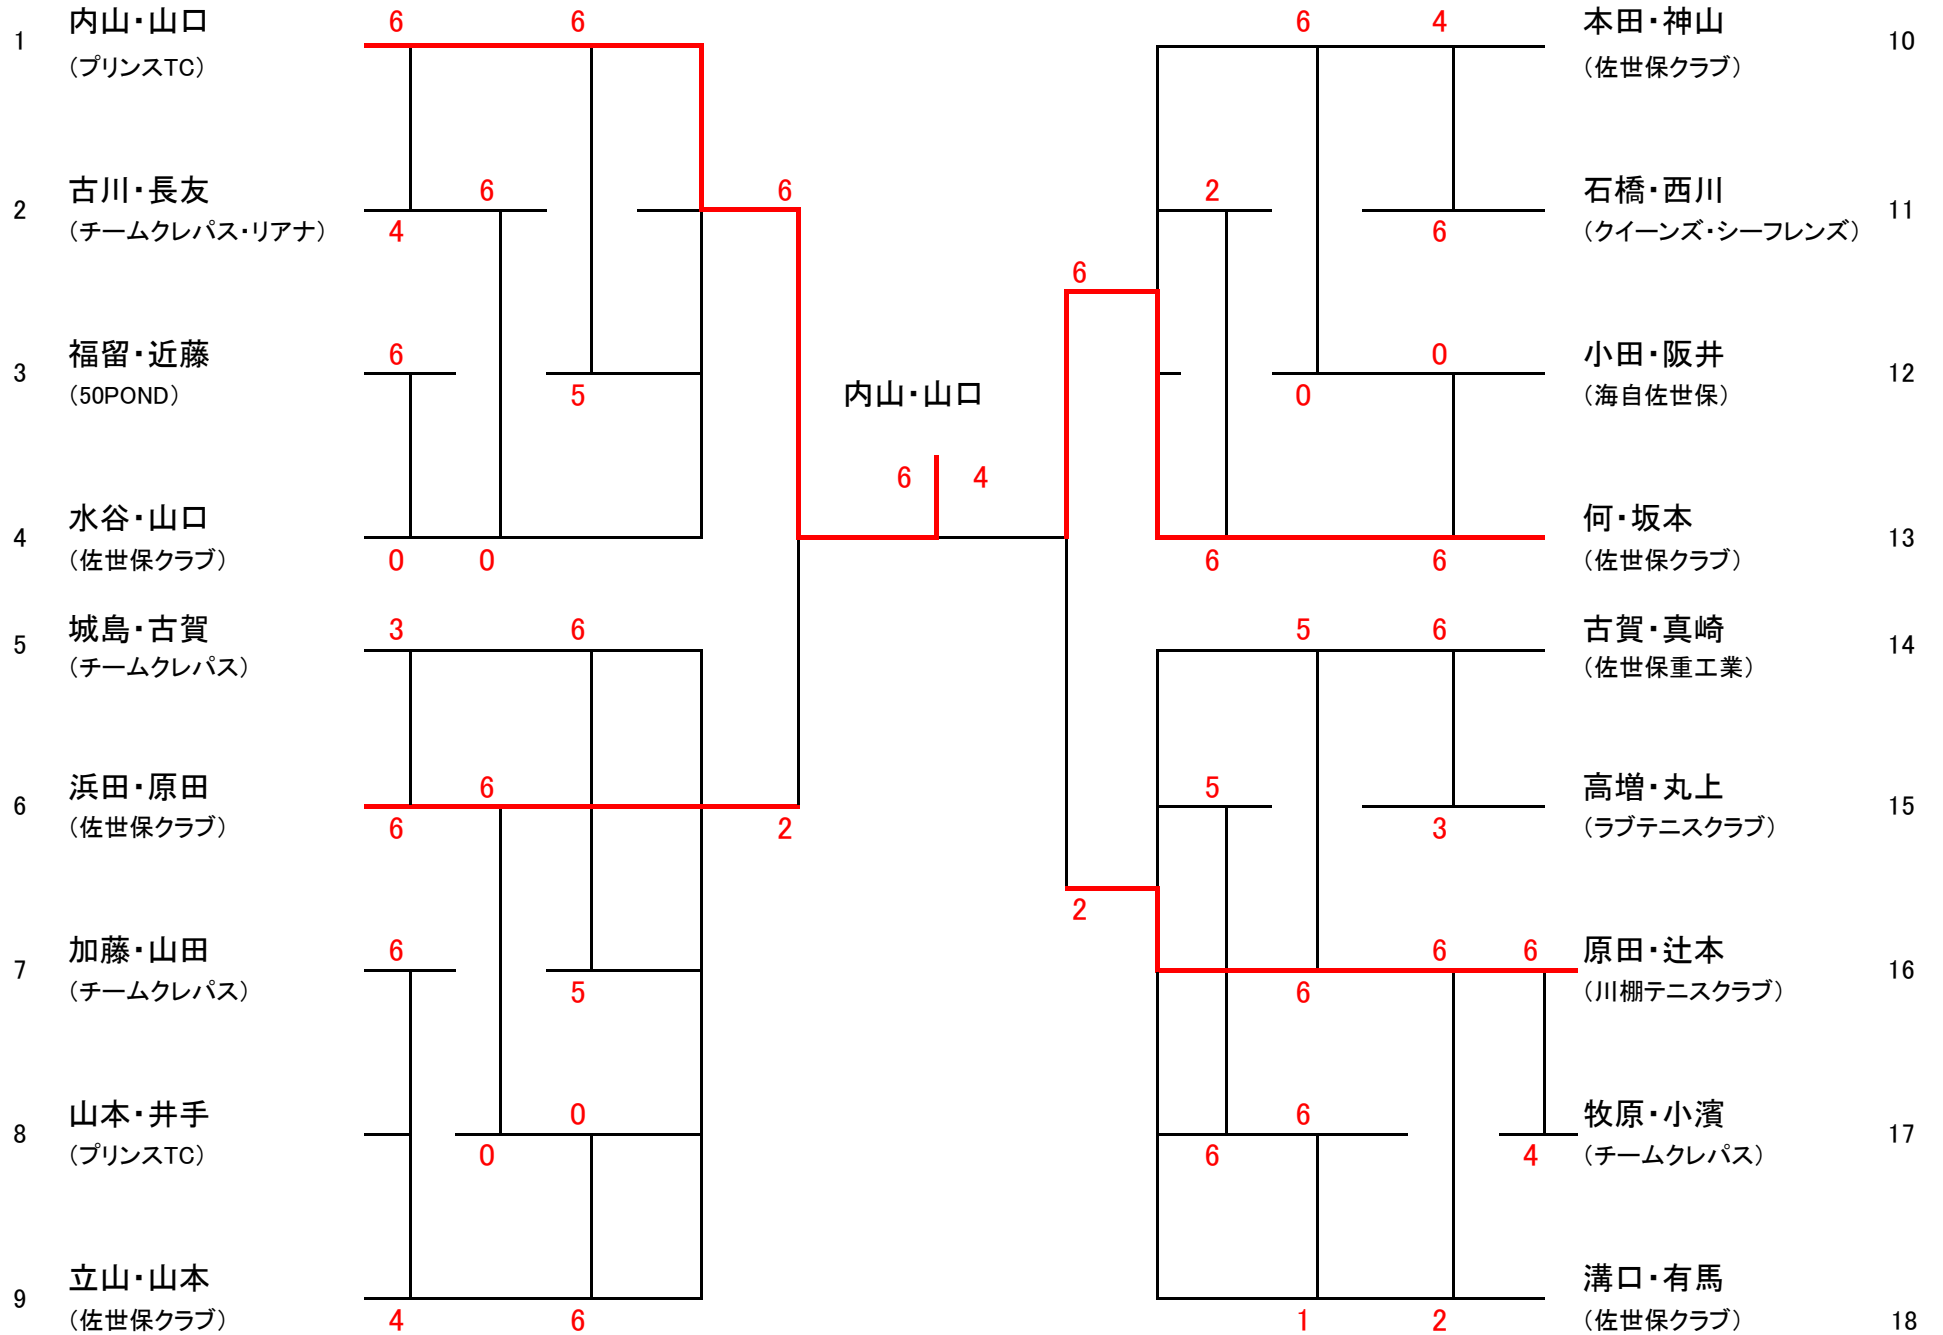 内山・山口 6 6 6 4 本田・神山
1 (プリンスTC) (佐世保クラブ) 10
古川・長友 6 6 2 石橋・西川
2 (チームクレパス・リアナ) 4 6 (クイーンズ・シーフレンズ) 11
6
福留・近藤 6 0 小田・阪井
3 (50POND) 5 0 (海自佐世保) 12
内山・山口
6 4
水谷・山口 何・坂本
4 (佐世保クラブ) 0 0 6 6 (佐世保クラブ) 13
城島・古賀 3 6 5 6 古賀・真崎
5 (チームクレパス) (佐世保重工業) 14
浜田・原田 6 5 高増・丸上
6 (佐世保クラブ) 6 2 3 (ラブテニスクラブ) 15
2
加藤・山田 6 6 6 原田・辻本
7 (チームクレパス) 5 6 (川棚テニスクラブ) 16
山本・井手 0 6 牧原・小濱
8 (プリンスTC) 0 6 4 (チームクレパス) 17
立山・山本 溝口・有馬
9 (佐世保クラブ) 4 6 1 2 (佐世保クラブ) 18